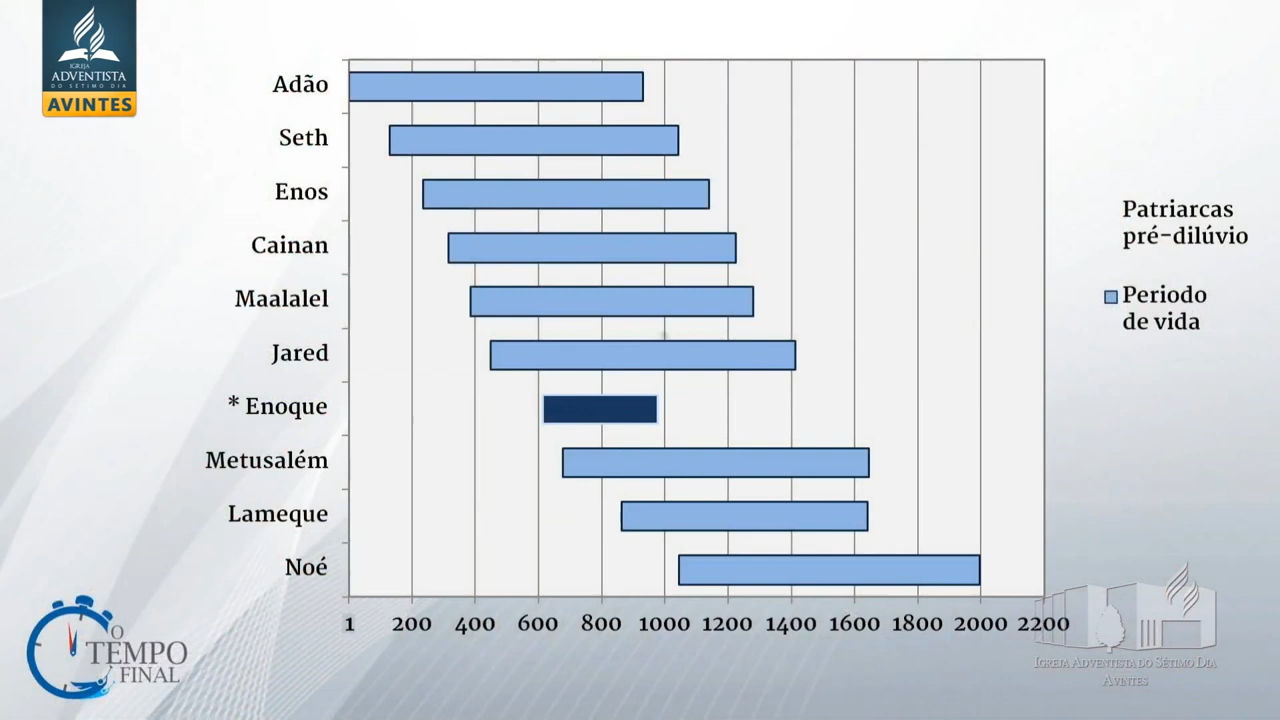 IGREJA
ADVENTISTA
DO SÉTIMO DIA
AVINTES
Adão
Seth
Enos
Cainan
Maalalel
Jared
* Enoque
Metusalém
Lameque
Noé
1 200 400 600 800 1000 1200 1400 1600 1800 2000 2200
Patriarcas
pré-dilúvio
Periodo
de vida
O
TEMPO
FINAL
IGREJA ADVENTISTA DO SÉTIMO DIA
AVINTES